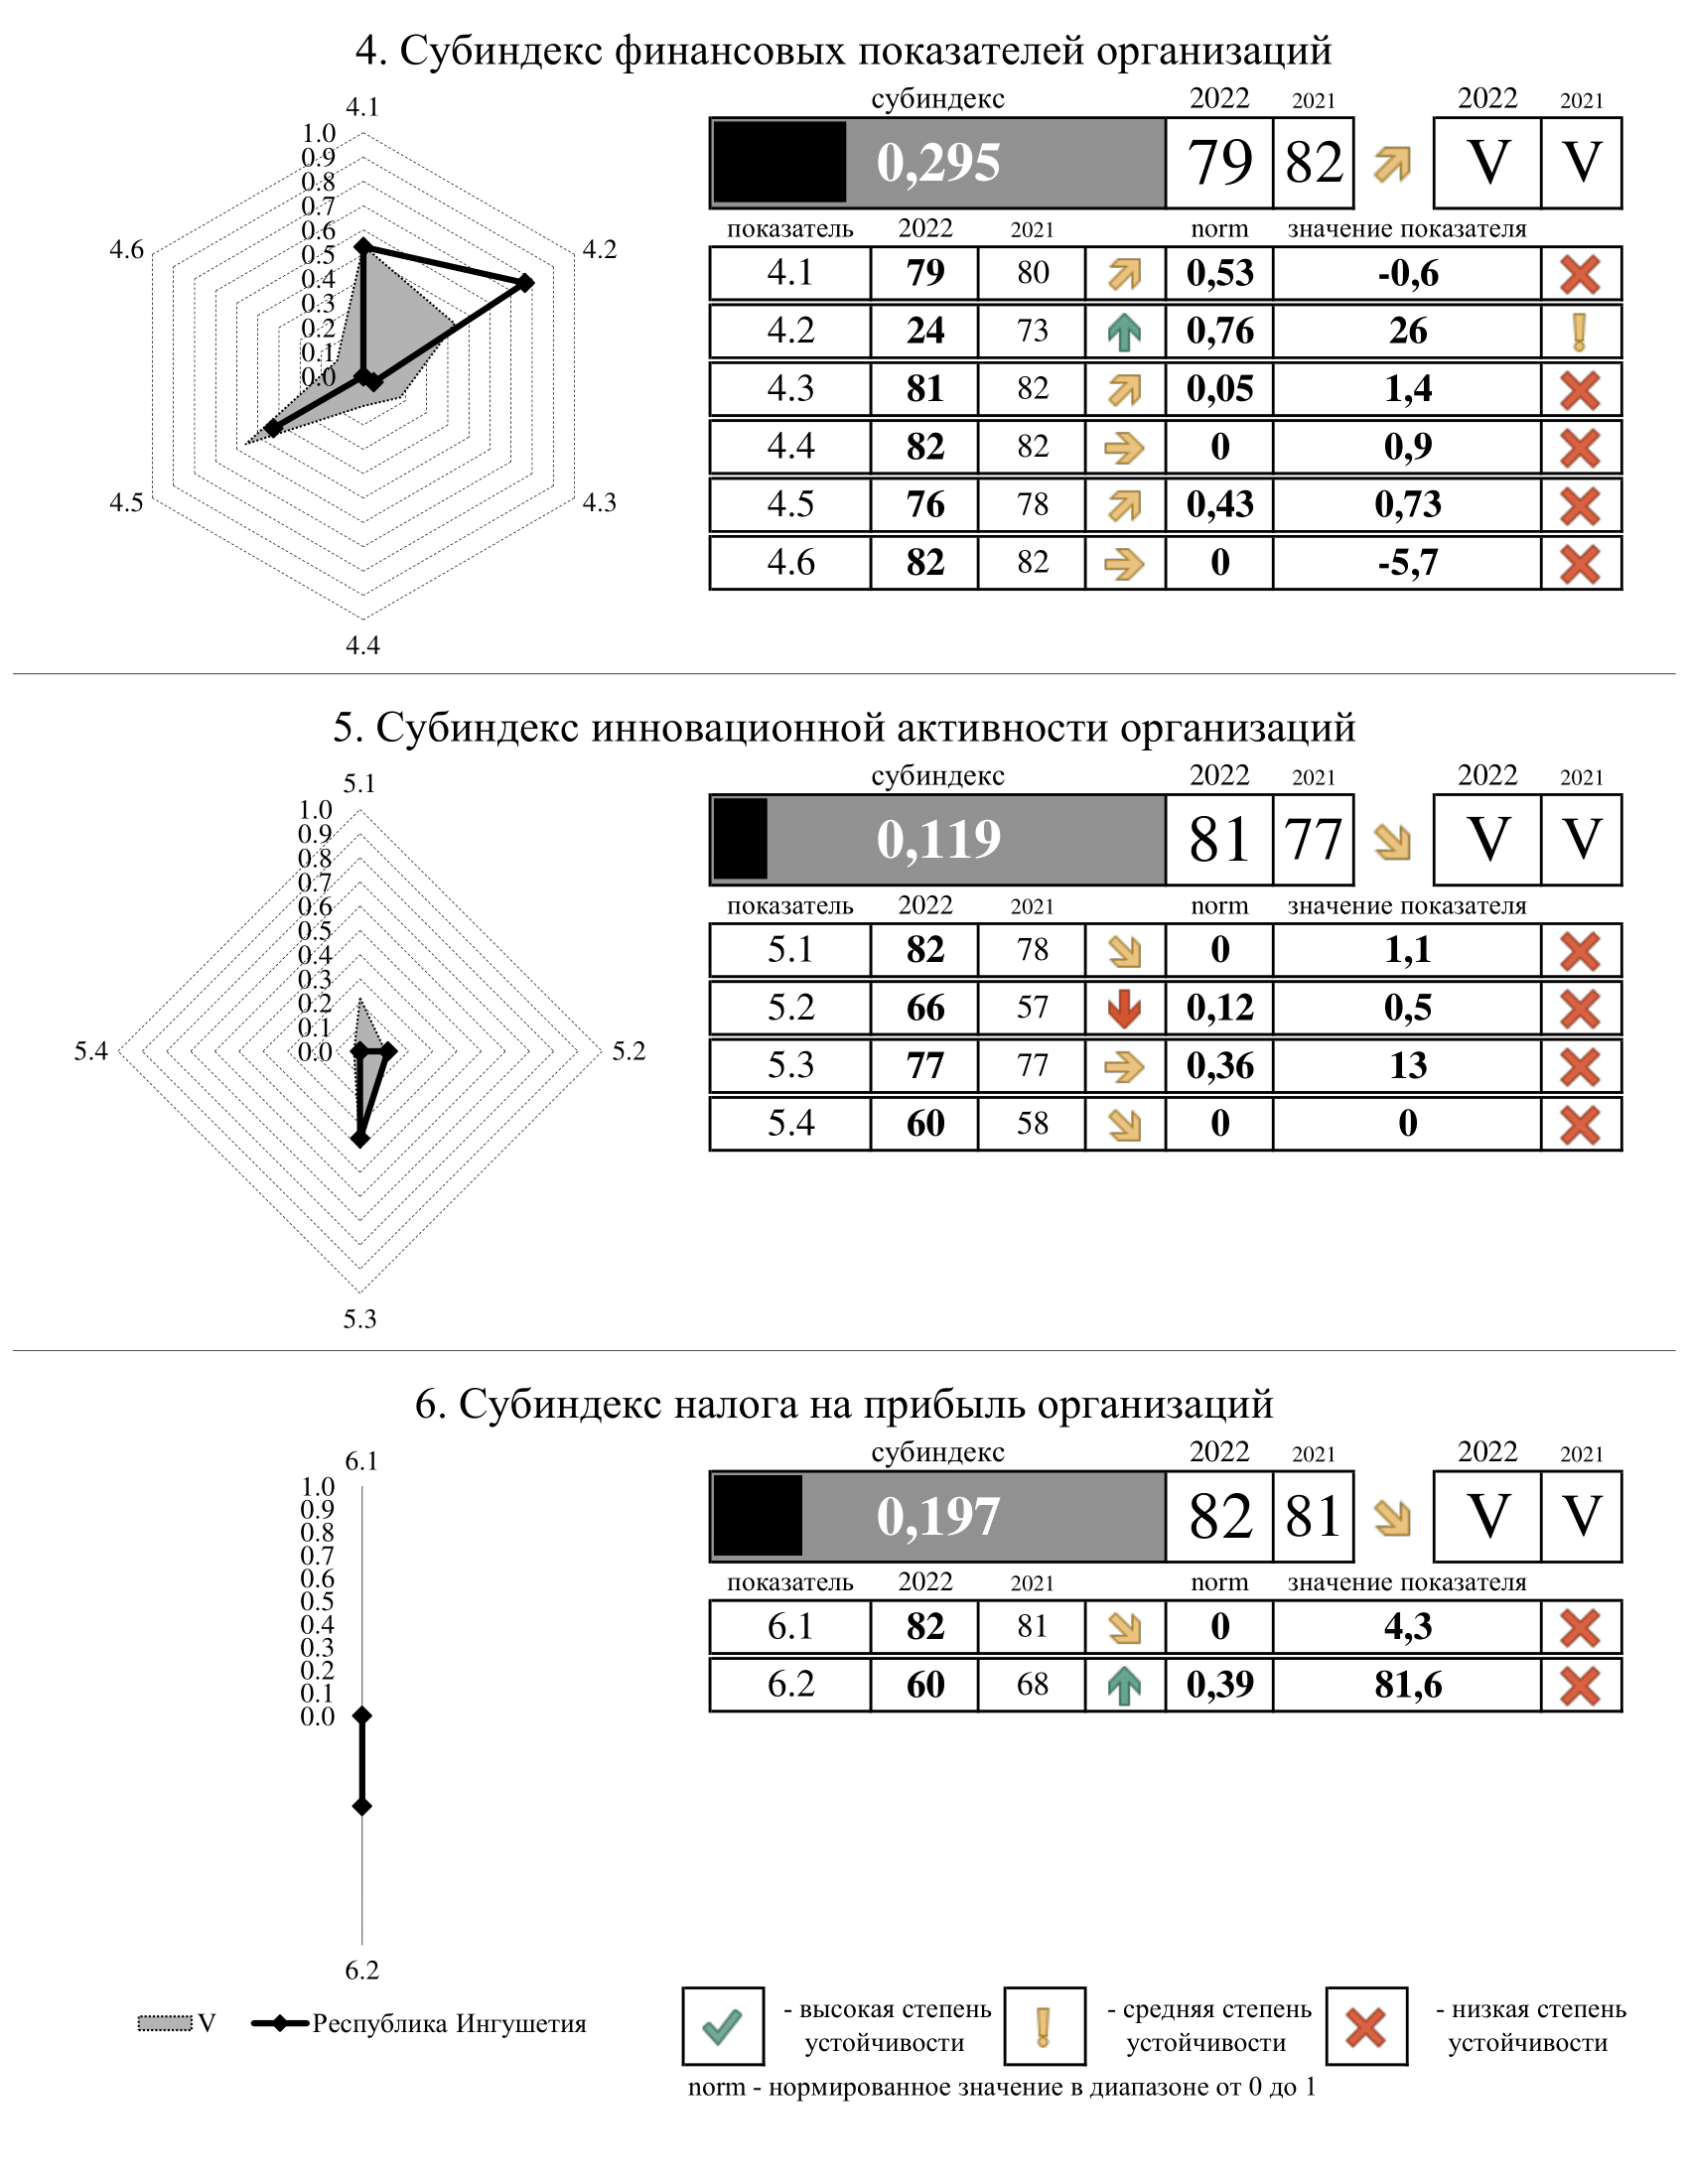 4. Субиндекс финансовых показателей организаций
субиндекс 2022 2021 2022 2021
0,295 79 82 V V
показатель 2022 2021 norm значение показателя
4.1 79 80 0,53 -0,6
4.2 24 73 0,76 26
4.3 81 82 0,05 1,4
4.4 82 82 0 0,9
4.5 76 78 0,43 0,73
4.6 82 82 0 -5,7
4.1
1.0
0.9
0.8
0.7
0.6
0.5
0.4
0.3
0.2
0.1
0.0
4.2
4.3
4.4
4.5
4.6
5. Субиндекс инновационной активности организаций
субиндекс 2022 2021 2022 2021
0,119 81 77 V V
показатель 2022 2021 norm значение показателя
5.1 82 78 0 1,1
5.2 66 57 0,12 0,5
5.3 77 77 0,36 13
5.4 60 58 0 0
5.1
1.0
0.9
0.8
0.7
0.6
0.5
0.4
0.3
0.2
0.1
0.0
5.2
5.3
5.4
6. Субиндекс налога на прибыль организаций
субиндекс 2022 2021 2022 2021
0,197 82 81 V V
показатель 2022 2021 norm значение показателя
6.1 82 81 0 4,3
6.2 60 68 0,39 81,6
6.1
1.0
0.9
0.8
0.7
0.6
0.5
0.4
0.3
0.2
0.1
0.0
6.2
V Республика Ингушетия
- высокая степень
устойчивости
- средняя степень
устойчивости
- низкая степень
устойчивости
norm - нормированное значение в диапазоне от 0 до 1